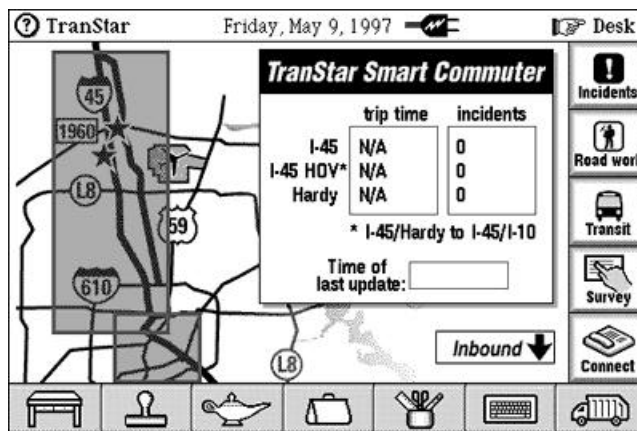 ? TranStar Friday, May 9, 1997 Desk
TranStar Smart Commuter
trip time incidents
I-45 N/A 0
I-45 HOV* N/A 0
Hardy N/A 0
* I-45/Hardy to I-45/I-10
Time of
last update:
Inbound
45
1960
L8
59
610
L8
Incidents
Road work
Transit
Survey
Connect